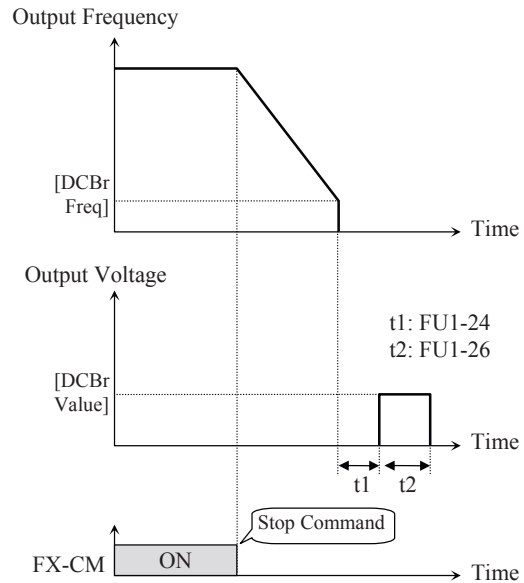 Output Frequency
[DCBr
Freq]
Time
Output Voltage
t1: FU1-24
t2: FU1-26
[DCBr
Value]
Time
t1
t2
Stop Command
FX-CM
ON
Time